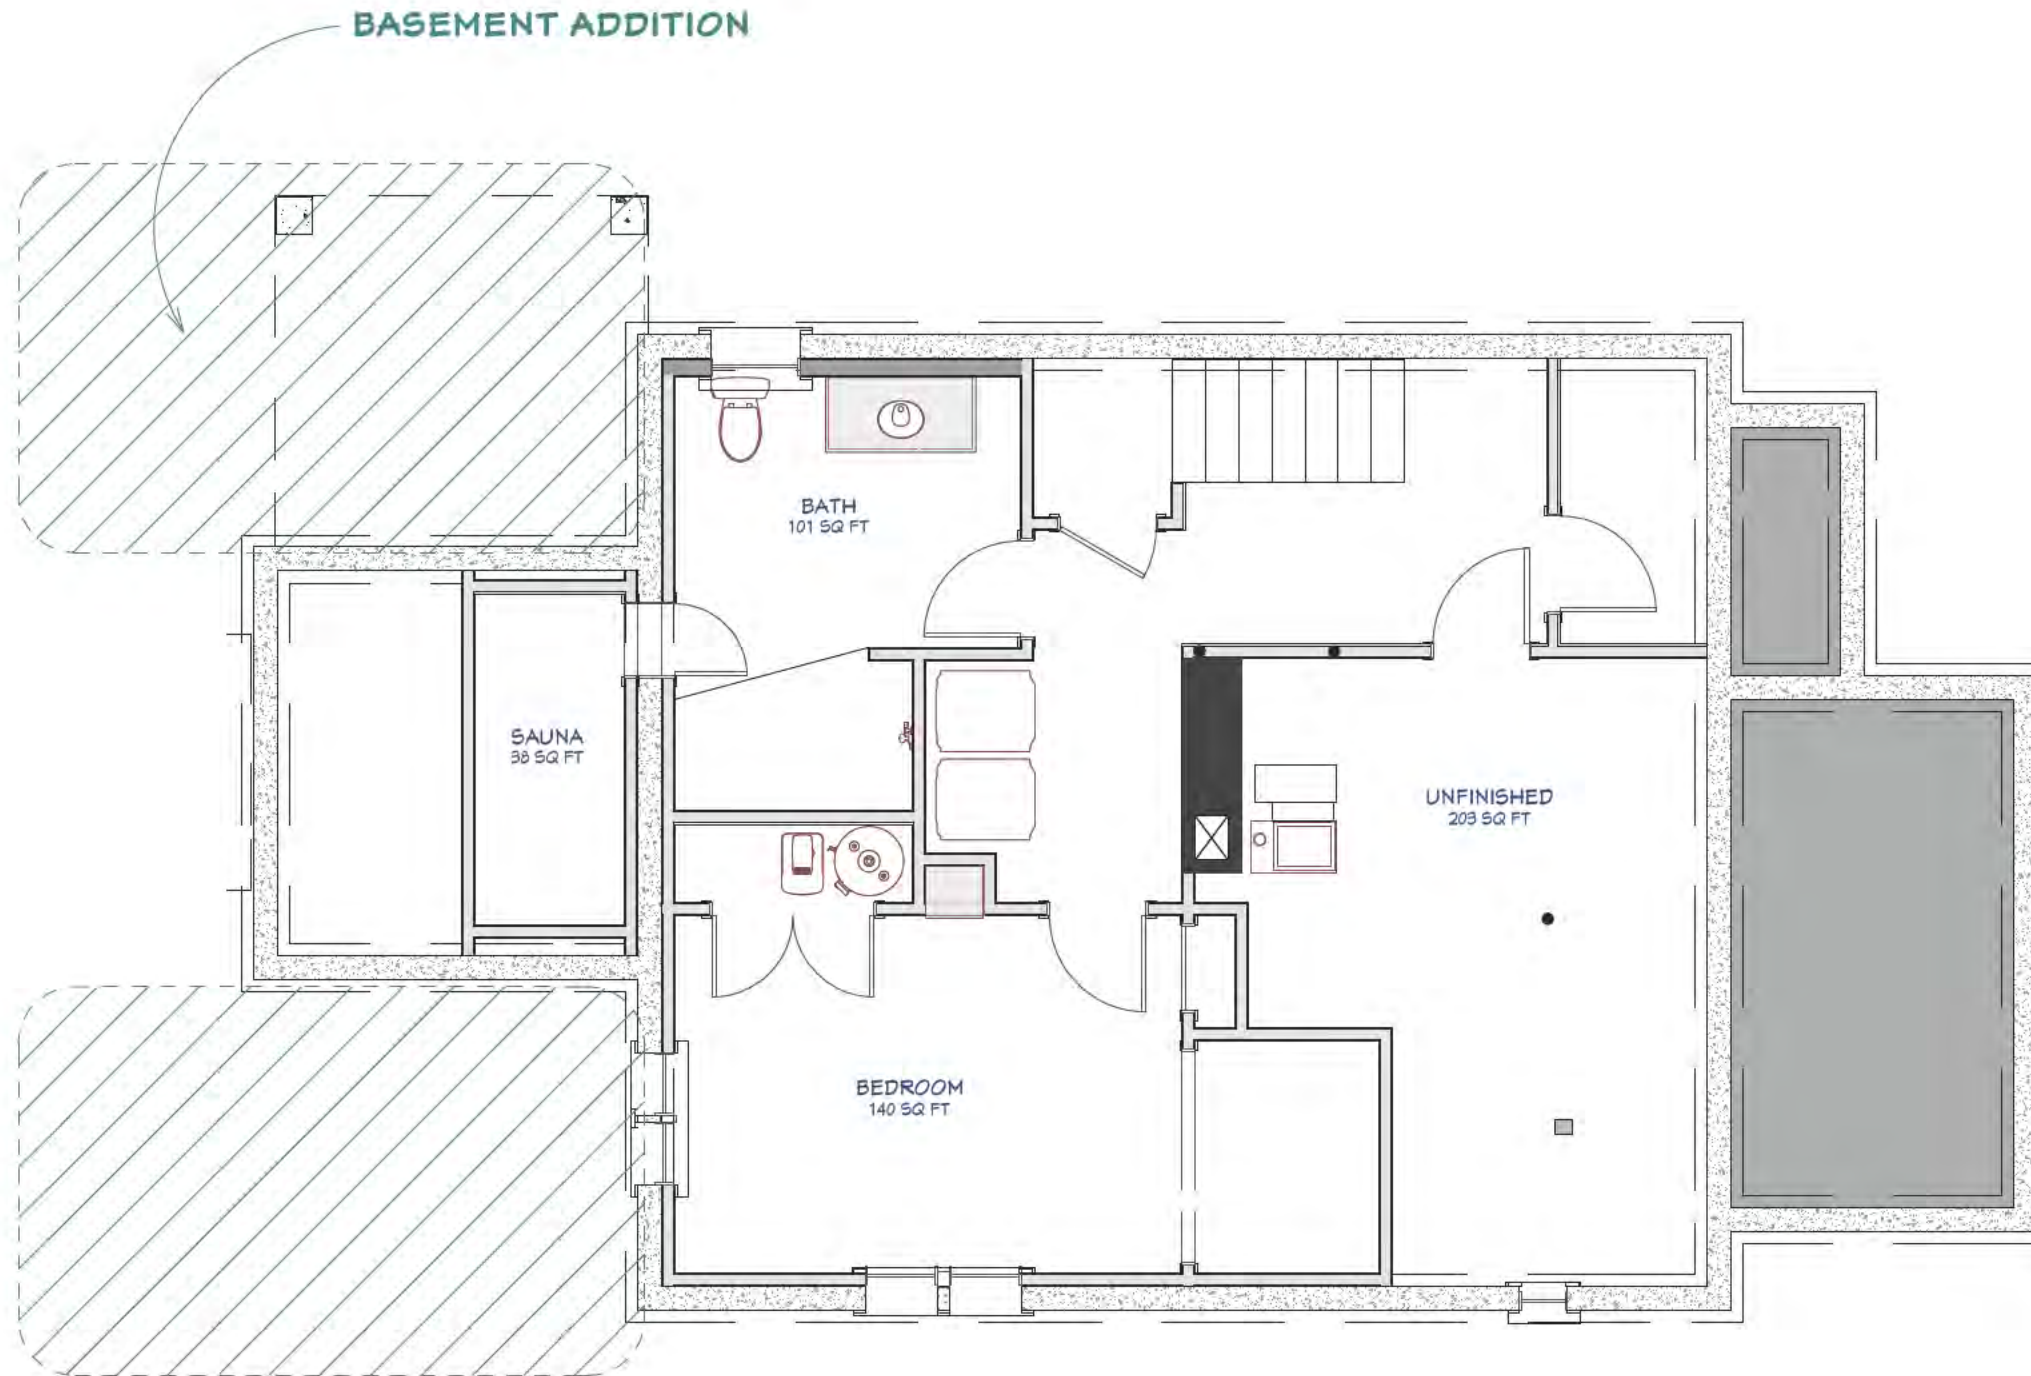 BASEMENT ADDITION
BATH
101 SQ FT
SAUNA
38 SQ FT
UNFINISHED
203 SQ FT
BEDROOM
140 SQ FT